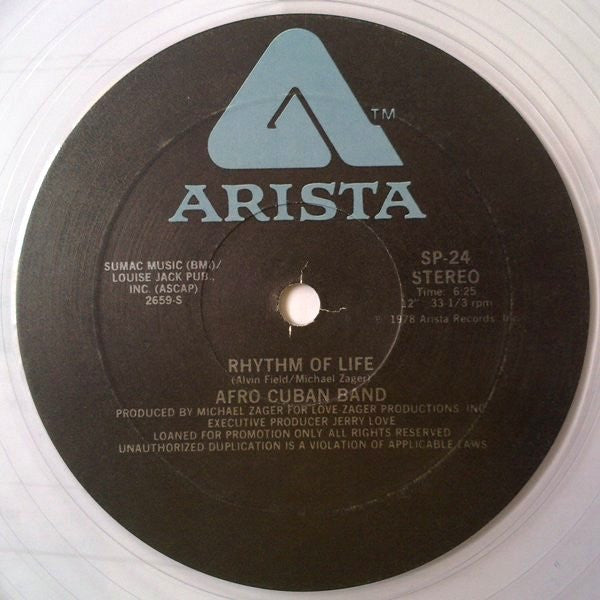 TM
ARISTA
SUMAC MUSIC (BMI)/
LOUISE JACK PUB.,
INC. (ASCAP)
2659-S
SP-24
STEREO
Time: 6:25
12" 33-1/3 rpm
℗ 1978 Arista Records, Inc.
RHYTHM OF LIFE
(Alvin Field/Michael Zager)
AFRO CUBAN BAND
PRODUCED BY MICHAEL ZAGER FOR LOVE-ZAGER PRODUCTIONS, INC.
EXECUTIVE PRODUCER JERRY LOVE
LOANED FOR PROMOTION ONLY ALL RIGHTS RESERVED
UNAUTHORIZED DUPLICATION IS A VIOLATION OF APPLICABLE LAWS